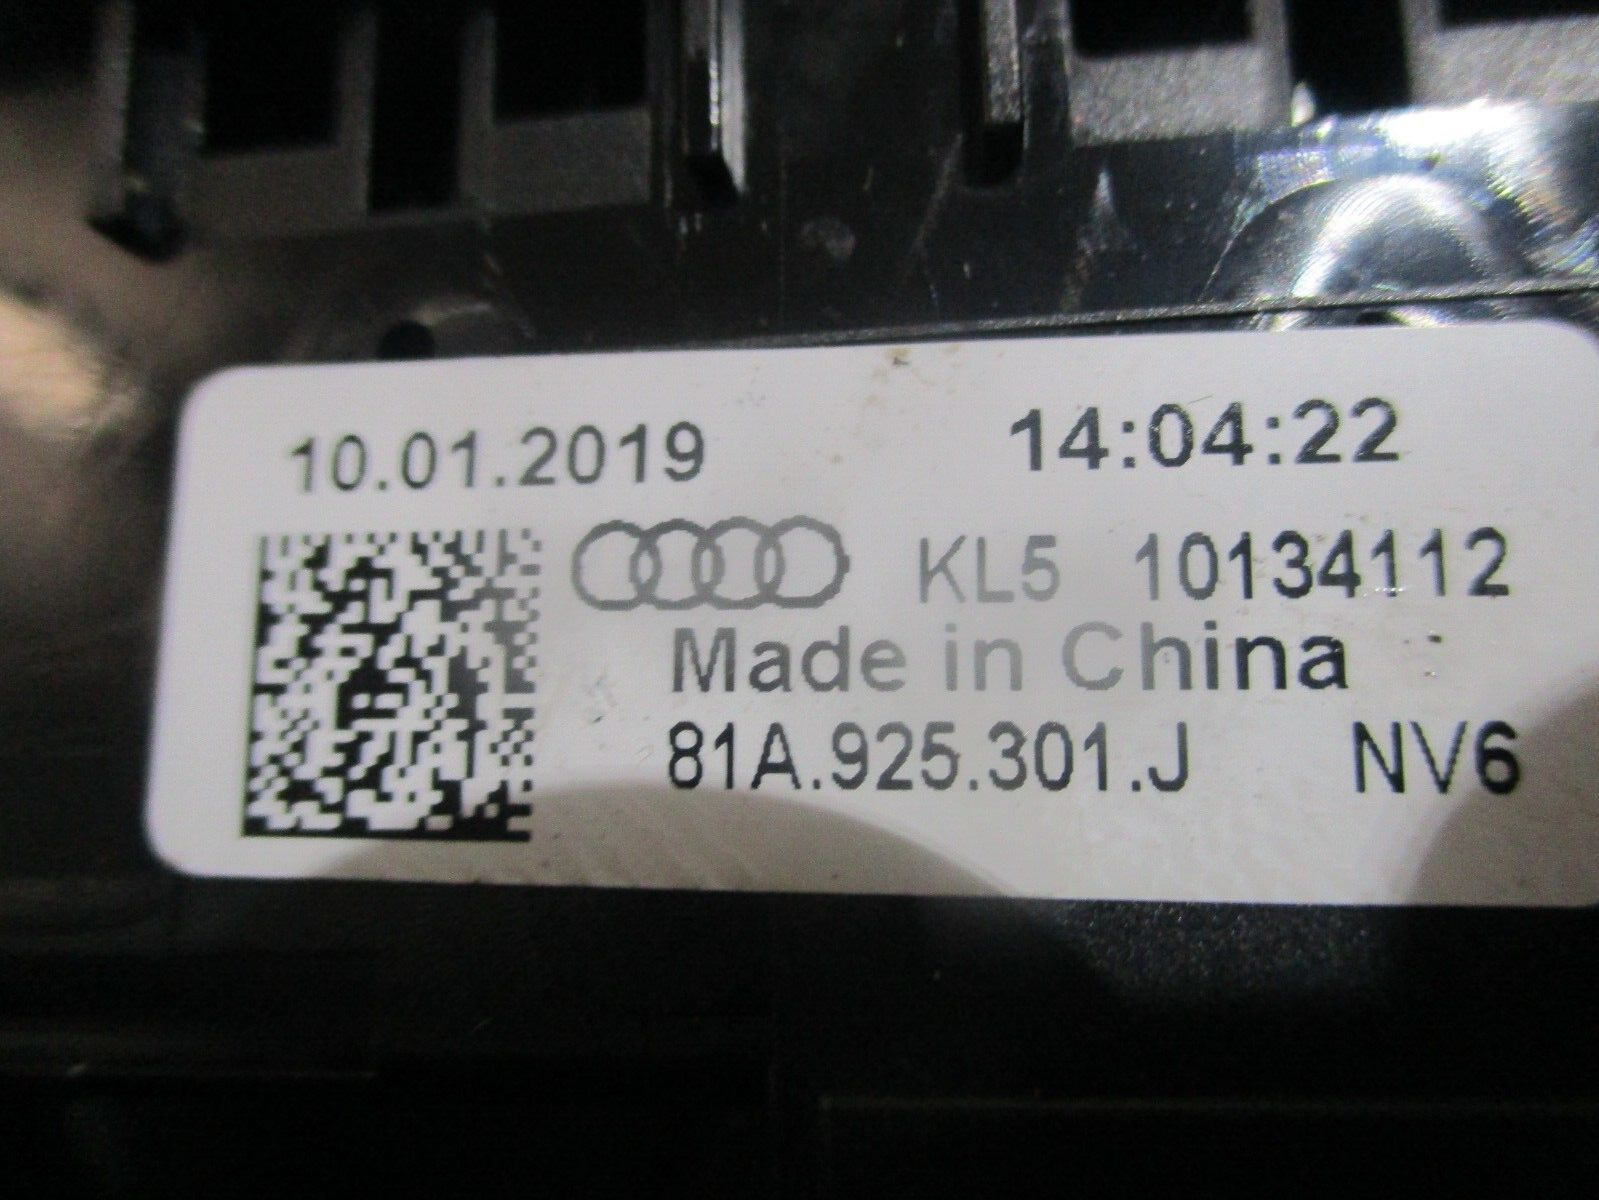 10.01.2019 14:04:22
KL5 10134112
Made in China
81A.925.301.J NV6